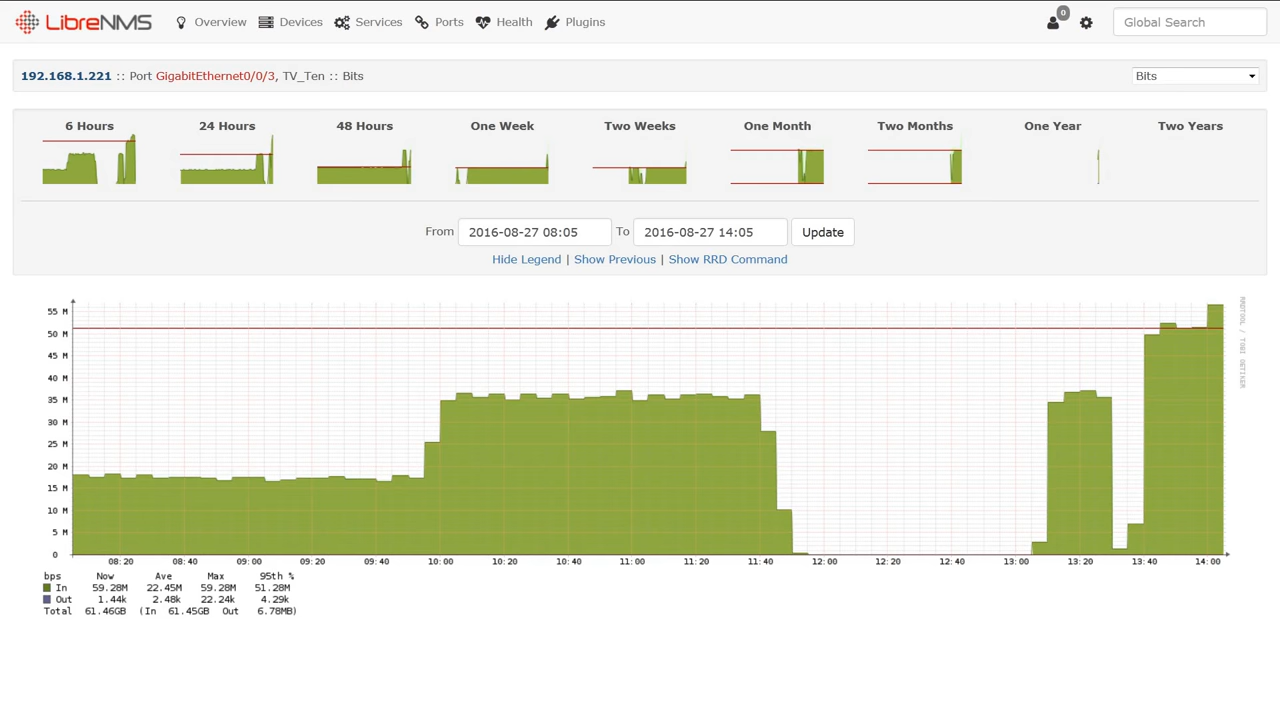 LibreNMS Overview Devices Services Ports Health Plugins 0 Global Search
192.168.1.221 :: Port GigabitEthernet0/0/3, TV_Ten :: Bits Bits
6 Hours 24 Hours 48 Hours One Week Two Weeks One Month Two Months One Year Two Years
From 2016-08-27 08:05 To 2016-08-27 14:05 Update
Hide Legend | Show Previous | Show RRD Command
55 M
50 M
45 M
40 M
35 M
30 M
25 M
20 M
15 M
10 M
5 M
0
08:20 08:40 09:00 09:20 09:40 10:00 10:20 10:40 11:00 11:20 11:40 12:00 12:20 12:40 13:00 13:20 13:40 14:00
RRDTOOL / TOBI OETIKER
bps Now Ave Max 95th %
In 59.28M 22.45M 59.28M 51.28M
Out 1.44k 2.48k 22.24k 4.29k
Total 61.46GB (In 61.45GB Out 6.78MB)